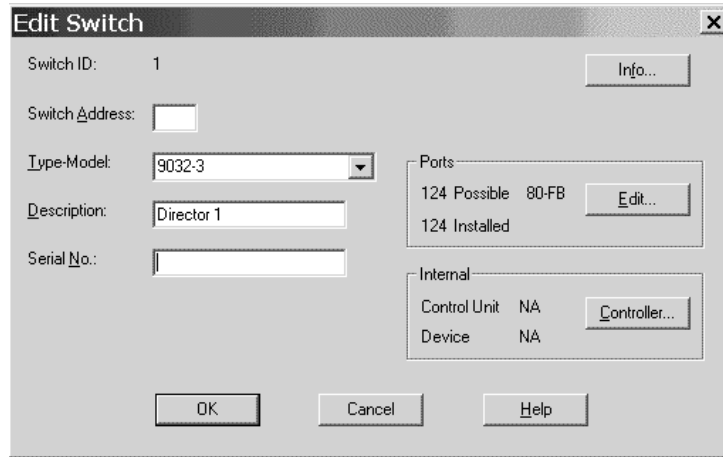 Edit Switch
Switch ID: 1
Info...
Switch Address:
Type-Model: 9032-3
Description: Director 1
Serial No.:
Ports
124 Possible 80-FB
Edit...
124 Installed
Internal
Control Unit NA
Controller...
Device NA
OK Cancel Help